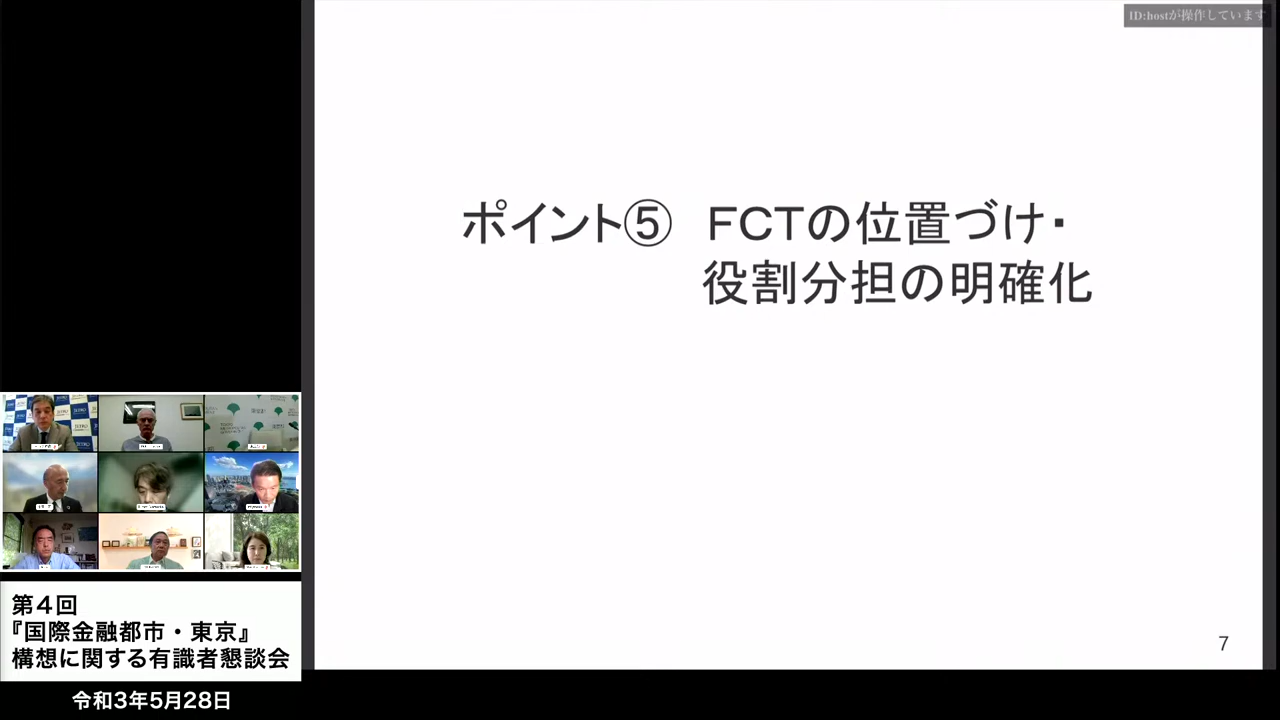 ID:hostが操作しています
ポイント⑤　FCTの位置づけ・
役割分担の明確化
7
第4回
『国際金融都市・東京』
構想に関する有識者懇談会
令和3年5月28日